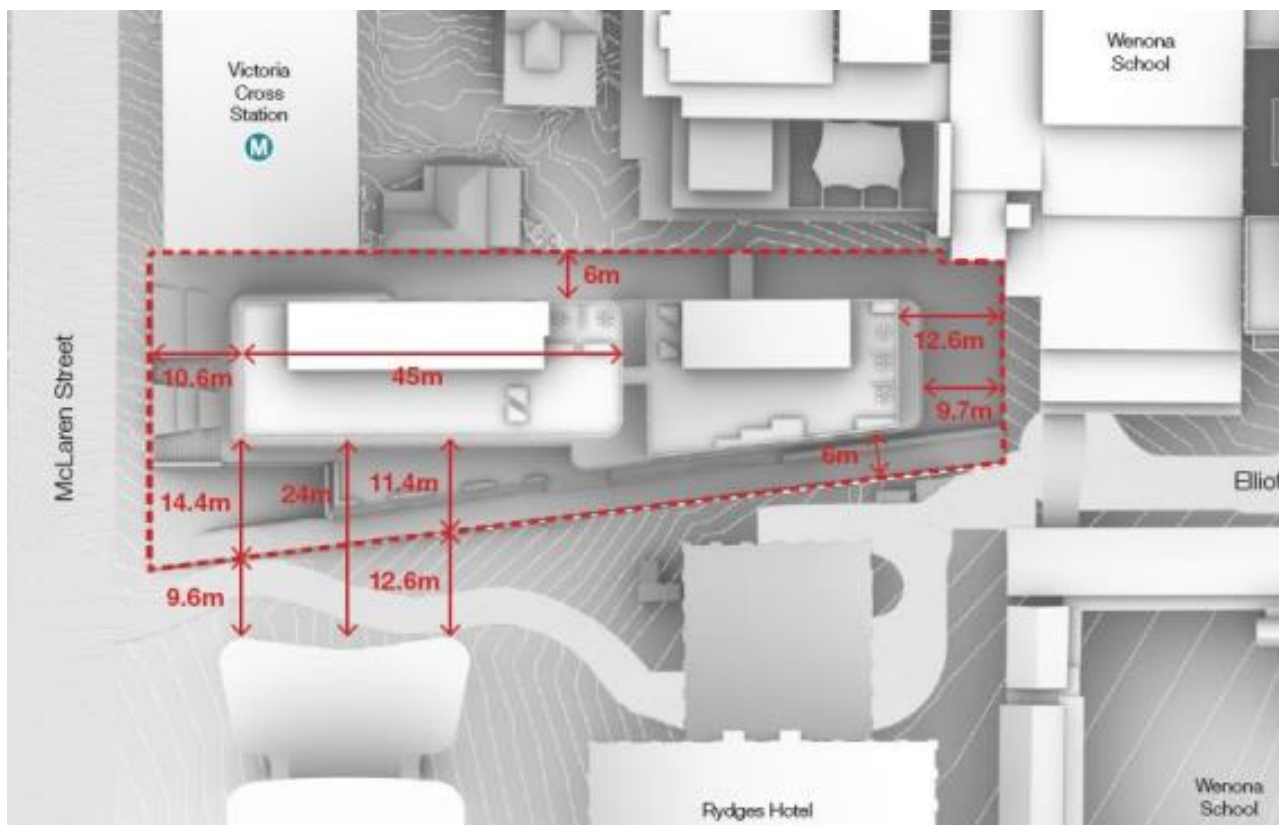 Victoria
Cross
Station
M
Wenona
School
6m
12.6m
10.6m
45m
9.7m
McLaren Street
6m
14.4m
24m
11.4m
Elliot
9.6m
12.6m
Rydges Hotel
Wenona
School